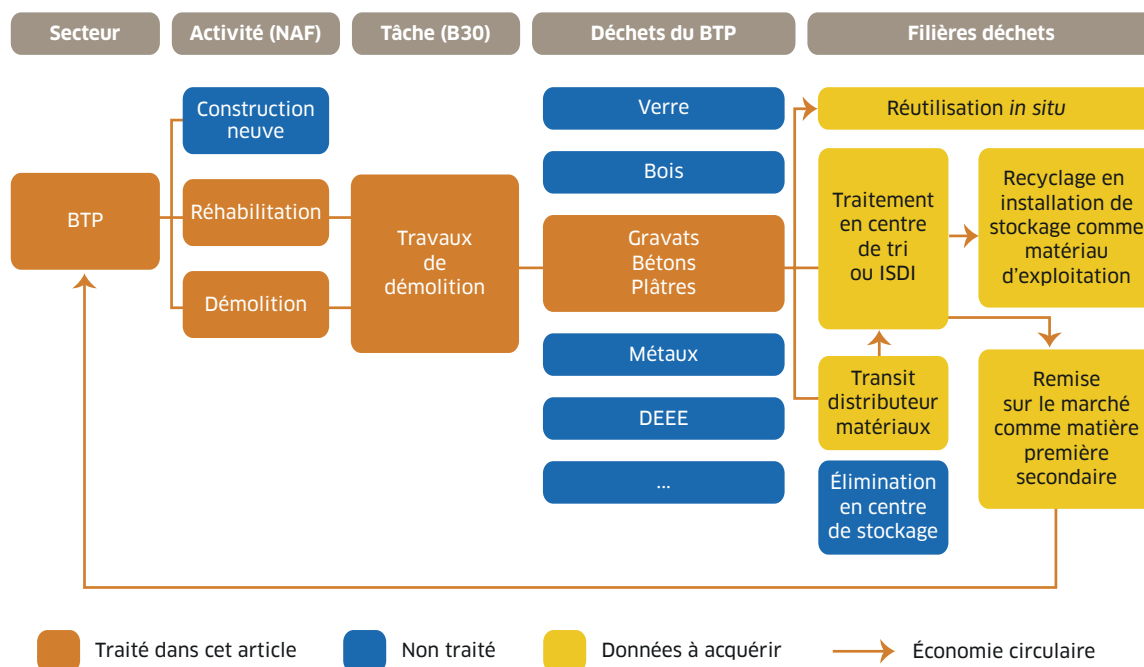 Secteur
Activité (NAF)
Tâche (B30)
Déchets du BTP
Filières déchets
BTP
Construction
neuve
Réhabilitation
Démolition
Travaux
de
démolition
Verre
Bois
Gravats
Bétons
Plâtres
Métaux
DEEE
...
Réutilisation in situ
Traitement
en centre
de tri
ou ISDI
Recyclage en
installation de
stockage comme
matériau
d'exploitation
Transit
distributeur
matériaux
Remise
sur le marché
comme matière
première
secondaire
Élimination
en centre
de stockage
Traité dans cet article
Non traité
Données à acquérir
Économie circulaire